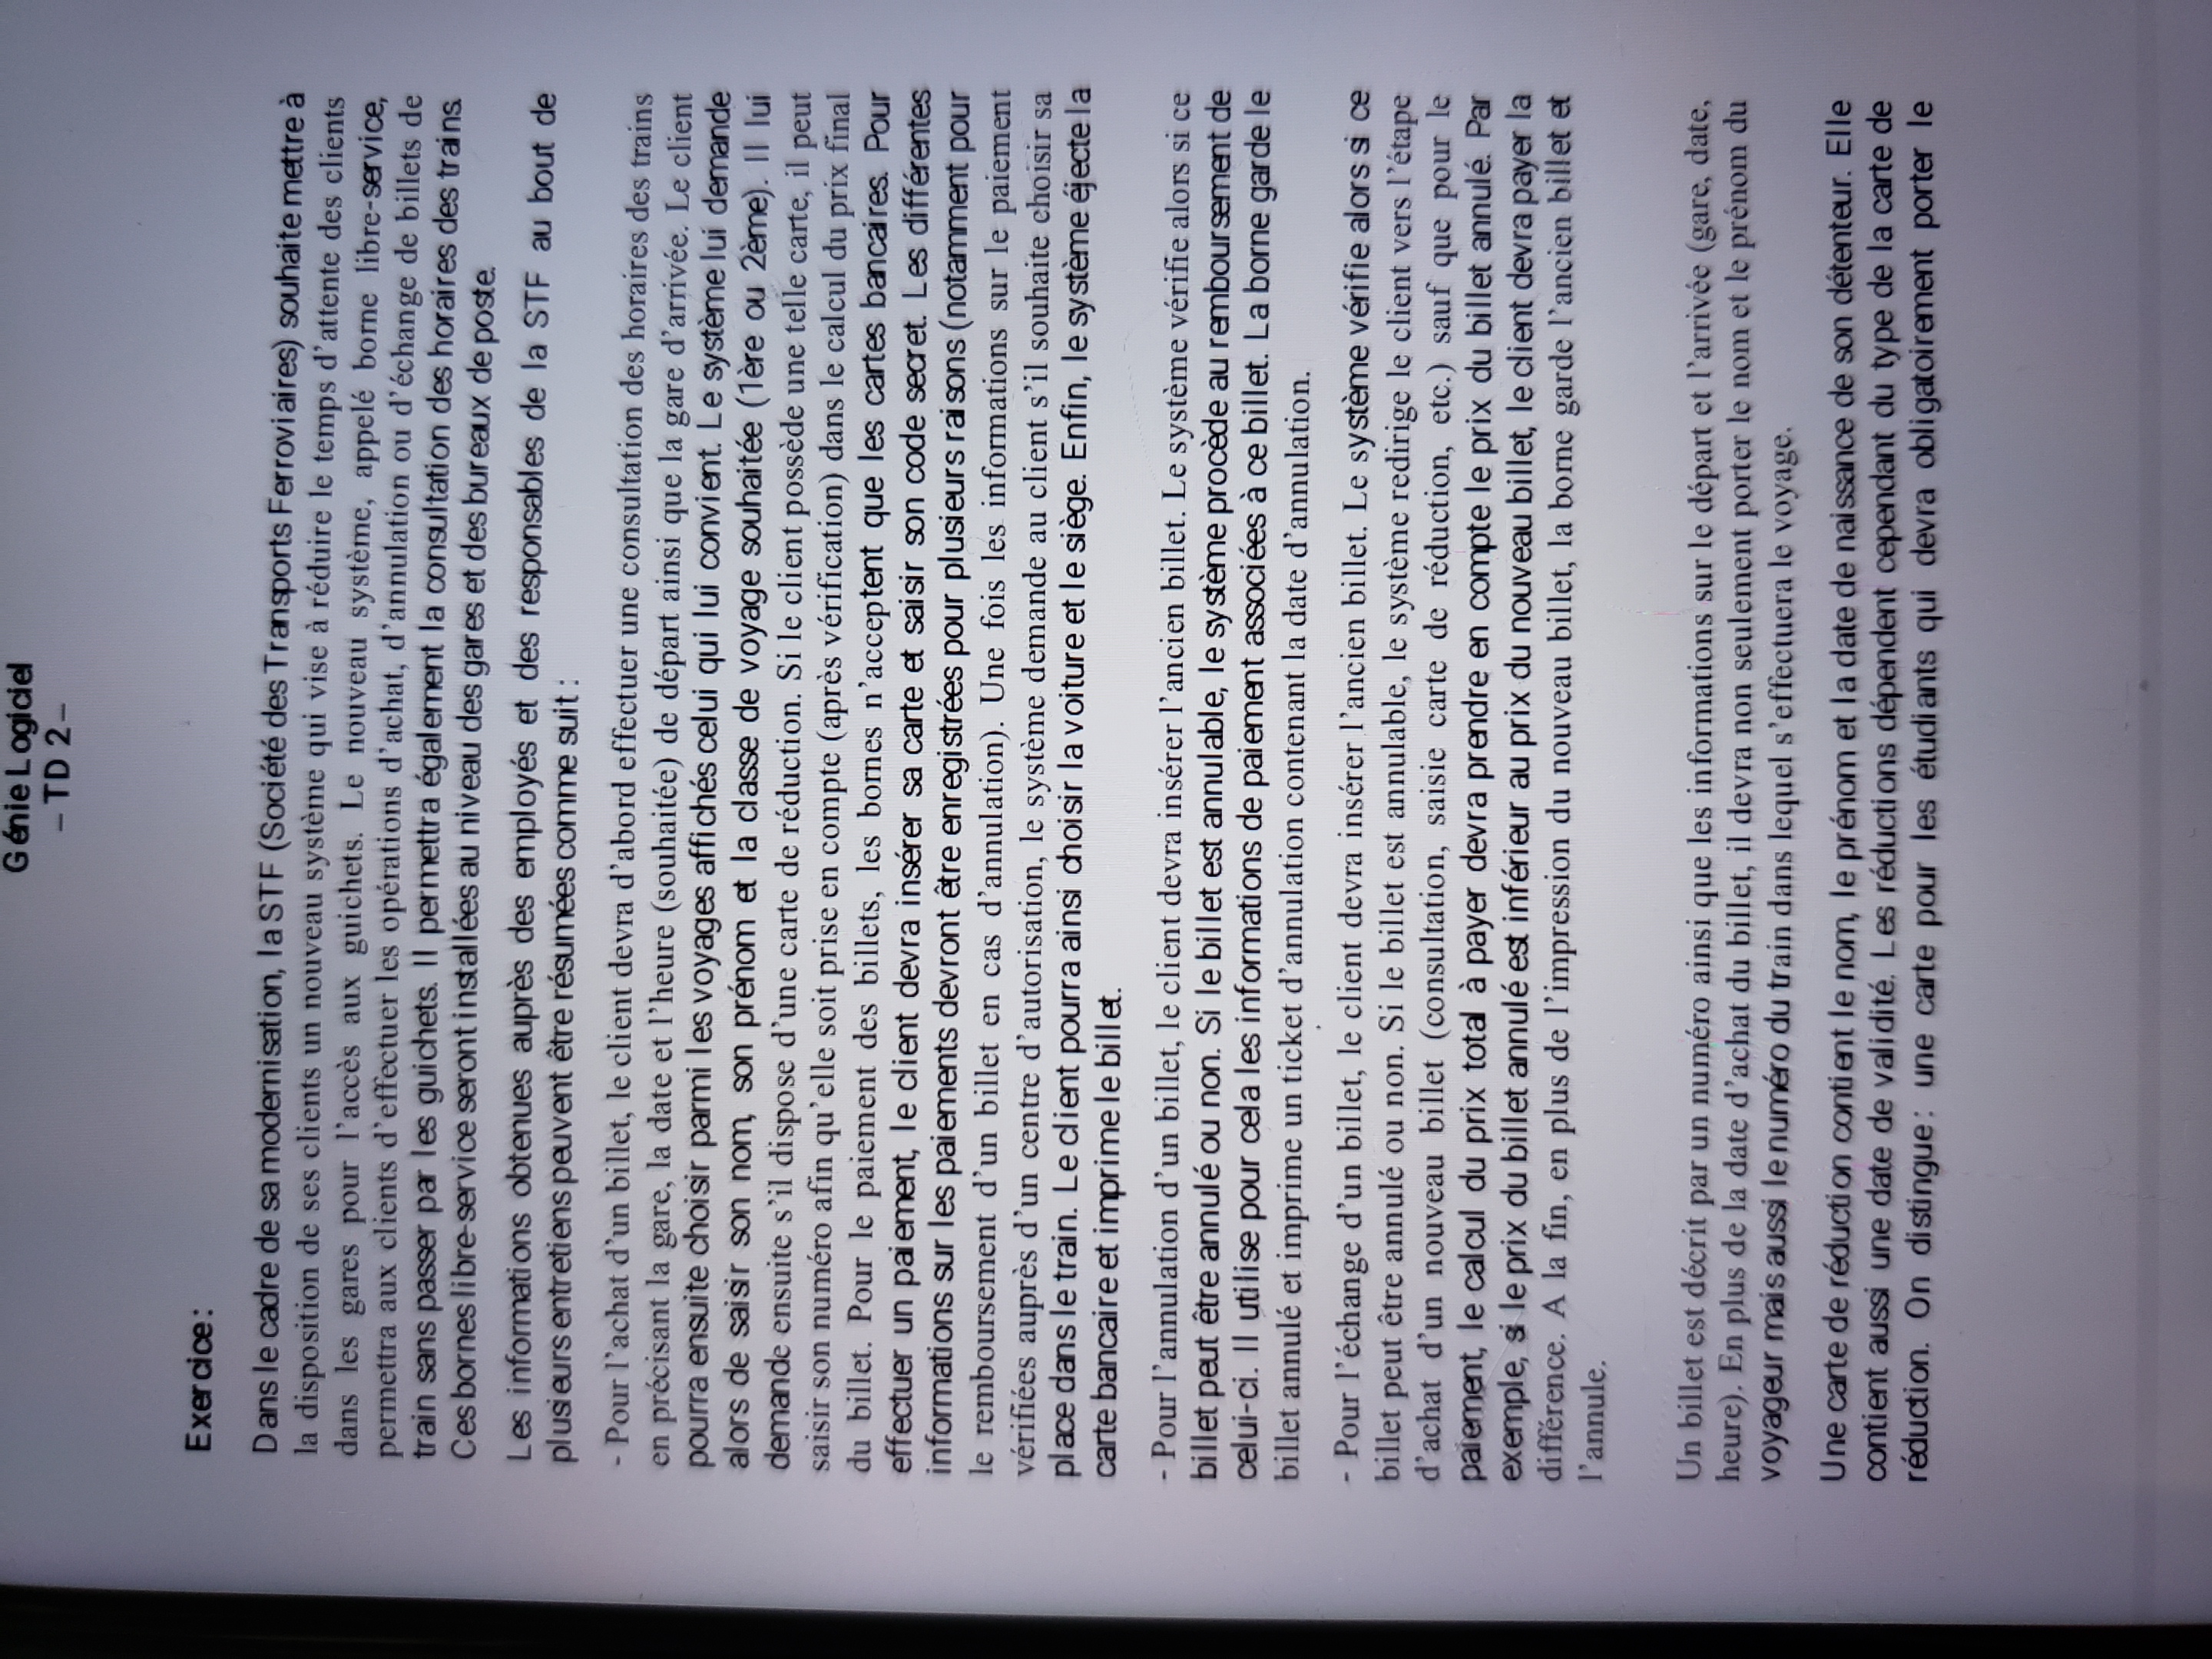 Génie Logiciel
– TD 2 –
Exercice :
Dans le cadre de sa modernisation, la STF (Société des Transports Ferroviaires) souhaite mettre à
la disposition de ses clients un nouveau système qui vise à réduire le temps d’attente des clients
dans les gares pour l’accès aux guichets. Le nouveau système, appelé borne libre-service,
permettra aux clients d’effectuer les opérations d’achat, d’annulation ou d’échange de billets de
train sans passer par les guichets. Il permettra également la consultation des horaires des trains.
Ces bornes libre-service seront installées au niveau des gares et des bureaux de poste.
Les informations obtenues auprès des employés et des responsables de la STF au bout de
plusieurs entretiens peuvent être résumées comme suit :
- Pour l’achat d’un billet, le client devra d’abord effectuer une consultation des horaires des trains
en précisant la gare, la date et l’heure (souhaitée) de départ ainsi que la gare d’arrivée. Le client
pourra ensuite choisir parmi les voyages affichés celui qui lui convient. Le système lui demande
alors de saisir son nom, son prénom et la classe de voyage souhaitée (1ère ou 2ème). Il lui
demande ensuite s’il dispose d’une carte de réduction. Si le client possède une telle carte, il peut
saisir son numéro afin qu’elle soit prise en compte (après vérification) dans le calcul du prix final
du billet. Pour le paiement des billets, les bornes n’acceptent que les cartes bancaires. Pour
effectuer un paiement, le client devra insérer sa carte et saisir son code secret. Les différentes
informations sur les paiements devront être enregistrées pour plusieurs raisons (notamment pour
le remboursement d’un billet en cas d’annulation). Une fois les informations sur le paiement
vérifiées auprès d’un centre d’autorisation, le système demande au client s’il souhaite choisir sa
place dans le train. Le client pourra ainsi choisir la voiture et le siège. Enfin, le système éjecte la
carte bancaire et imprime le billet.
- Pour l’annulation d’un billet, le client devra insérer l’ancien billet. Le système vérifie alors si ce
billet peut être annulé ou non. Si le billet est annulable, le système procède au remboursement de
celui-ci. Il utilise pour cela les informations de paiement associées à ce billet. La borne garde le
billet annulé et imprime un ticket d’annulation contenant la date d’annulation.
- Pour l’échange d’un billet, le client devra insérer l’ancien billet. Le système vérifie alors si ce
billet peut être annulé ou non. Si le billet est annulable, le système redirige le client vers l’étape
d’achat d’un nouveau billet (consultation, saisie carte de réduction, etc.) sauf que pour le
paiement, le calcul du prix total à payer devra prendre en compte le prix du billet annulé. Par
exemple, si le prix du billet annulé est inférieur au prix du nouveau billet, le client devra payer la
différence. A la fin, en plus de l’impression du nouveau billet, la borne garde l’ancien billet et
l’annule.
Un billet est décrit par un numéro ainsi que les informations sur le départ et l’arrivée (gare, date,
heure). En plus de la date d’achat du billet, il devra non seulement porter le nom et le prénom du
voyageur mais aussi le numéro du train dans lequel s’effectuera le voyage.
Une carte de réduction contient le nom, le prénom et la date de naissance de son détenteur. Elle
contient aussi une date de validité. Les réductions dépendent cependant du type de la carte de
réduction. On distingue : une carte pour les étudiants qui devra obligatoirement porter le